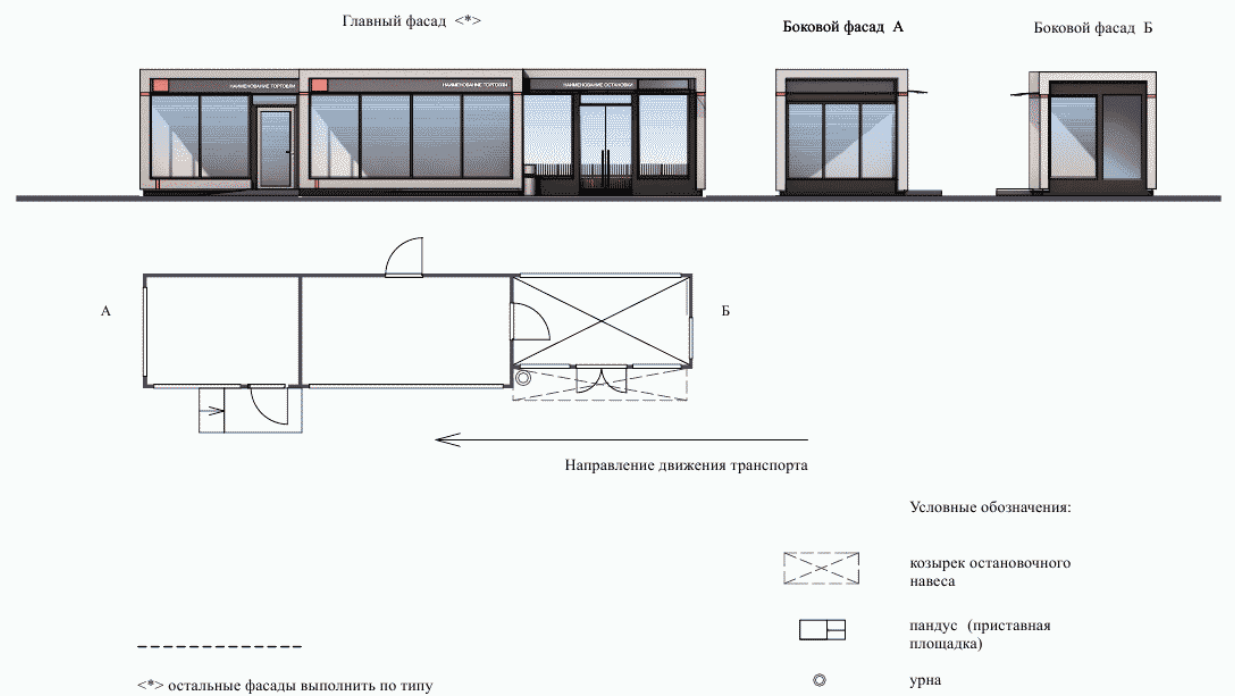 Главный фасад <*>
Боковой фасад А
Боковой фасад Б
НАИМЕНОВАНИЕ ТОРГОВЛИ
НАИМЕНОВАНИЕ ТОРГОВЛИ
НАИМЕНОВАНИЕ ОСТАНОВКИ
А
Б
Направление движения транспорта
Условные обозначения:
козырек остановочного
навеса
пандус (приставная
площадка)
урна
<*> остальные фасады выполнить по типу